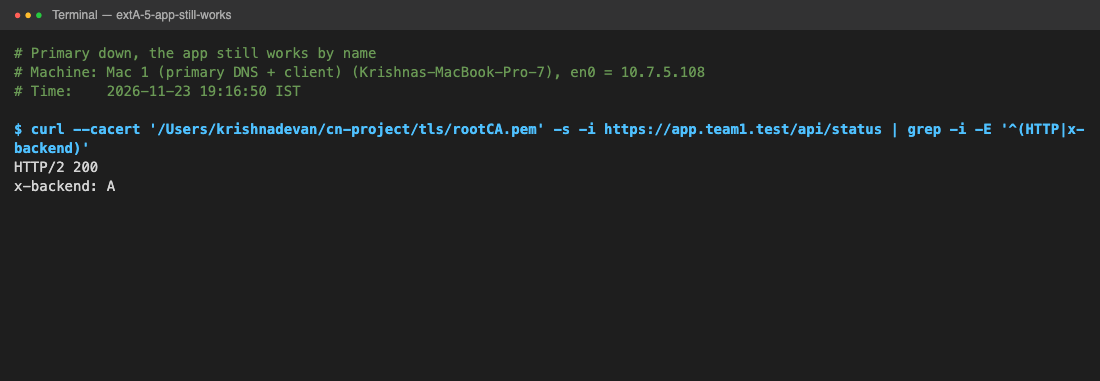 Terminal — extA-5-app-still-works
# Primary down, the app still works by name
# Machine: Mac 1 (primary DNS + client) (Krishnas-MacBook-Pro-7), en0 = 10.7.5.108
# Time:    2026-11-23 19:16:50 IST
$ curl --cacert '/Users/krishnadevan/cn-project/tls/rootCA.pem' -s -i https://app.team1.test/api/status | grep -i -E '^(HTTP|x-
backend)'
HTTP/2 200
x-backend: A